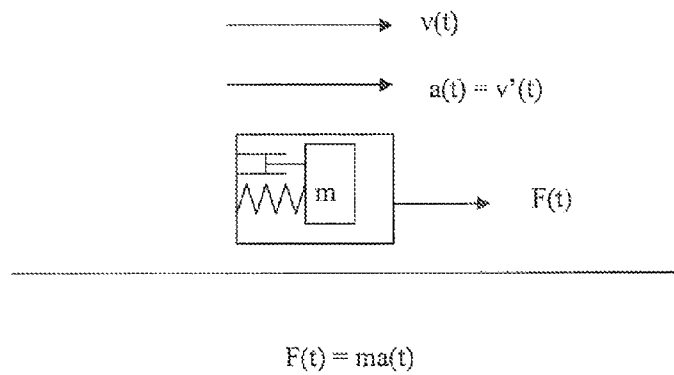 v(t)
a(t) = v'(t)
m
F(t)
F(t) = ma(t)